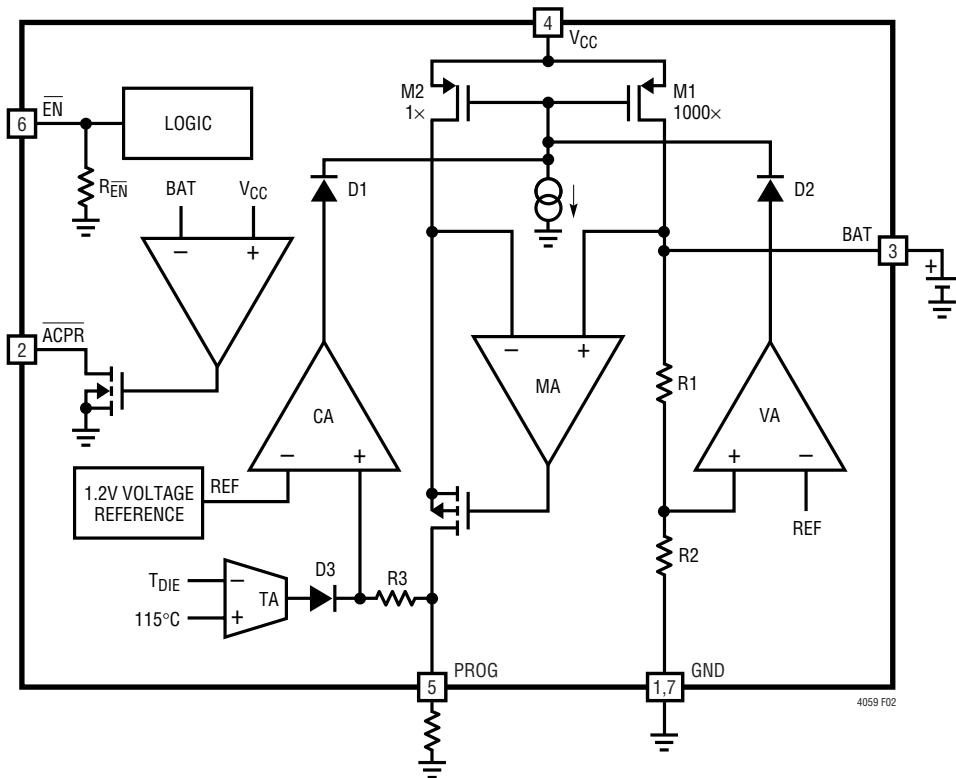 4
VCC
M2
1×
M1
1000×
6
EN
LOGIC
REN
BAT
VCC
D1
D2
BAT
3
+
−
+
2
ACPR
−
+
MA
R1
CA
VA
−
+
+
−
1.2V VOLTAGE
REFERENCE
REF
REF
R2
TDIE
−
D3
R3
TA
115°C
+
5
PROG
1,7
GND
4059 F02